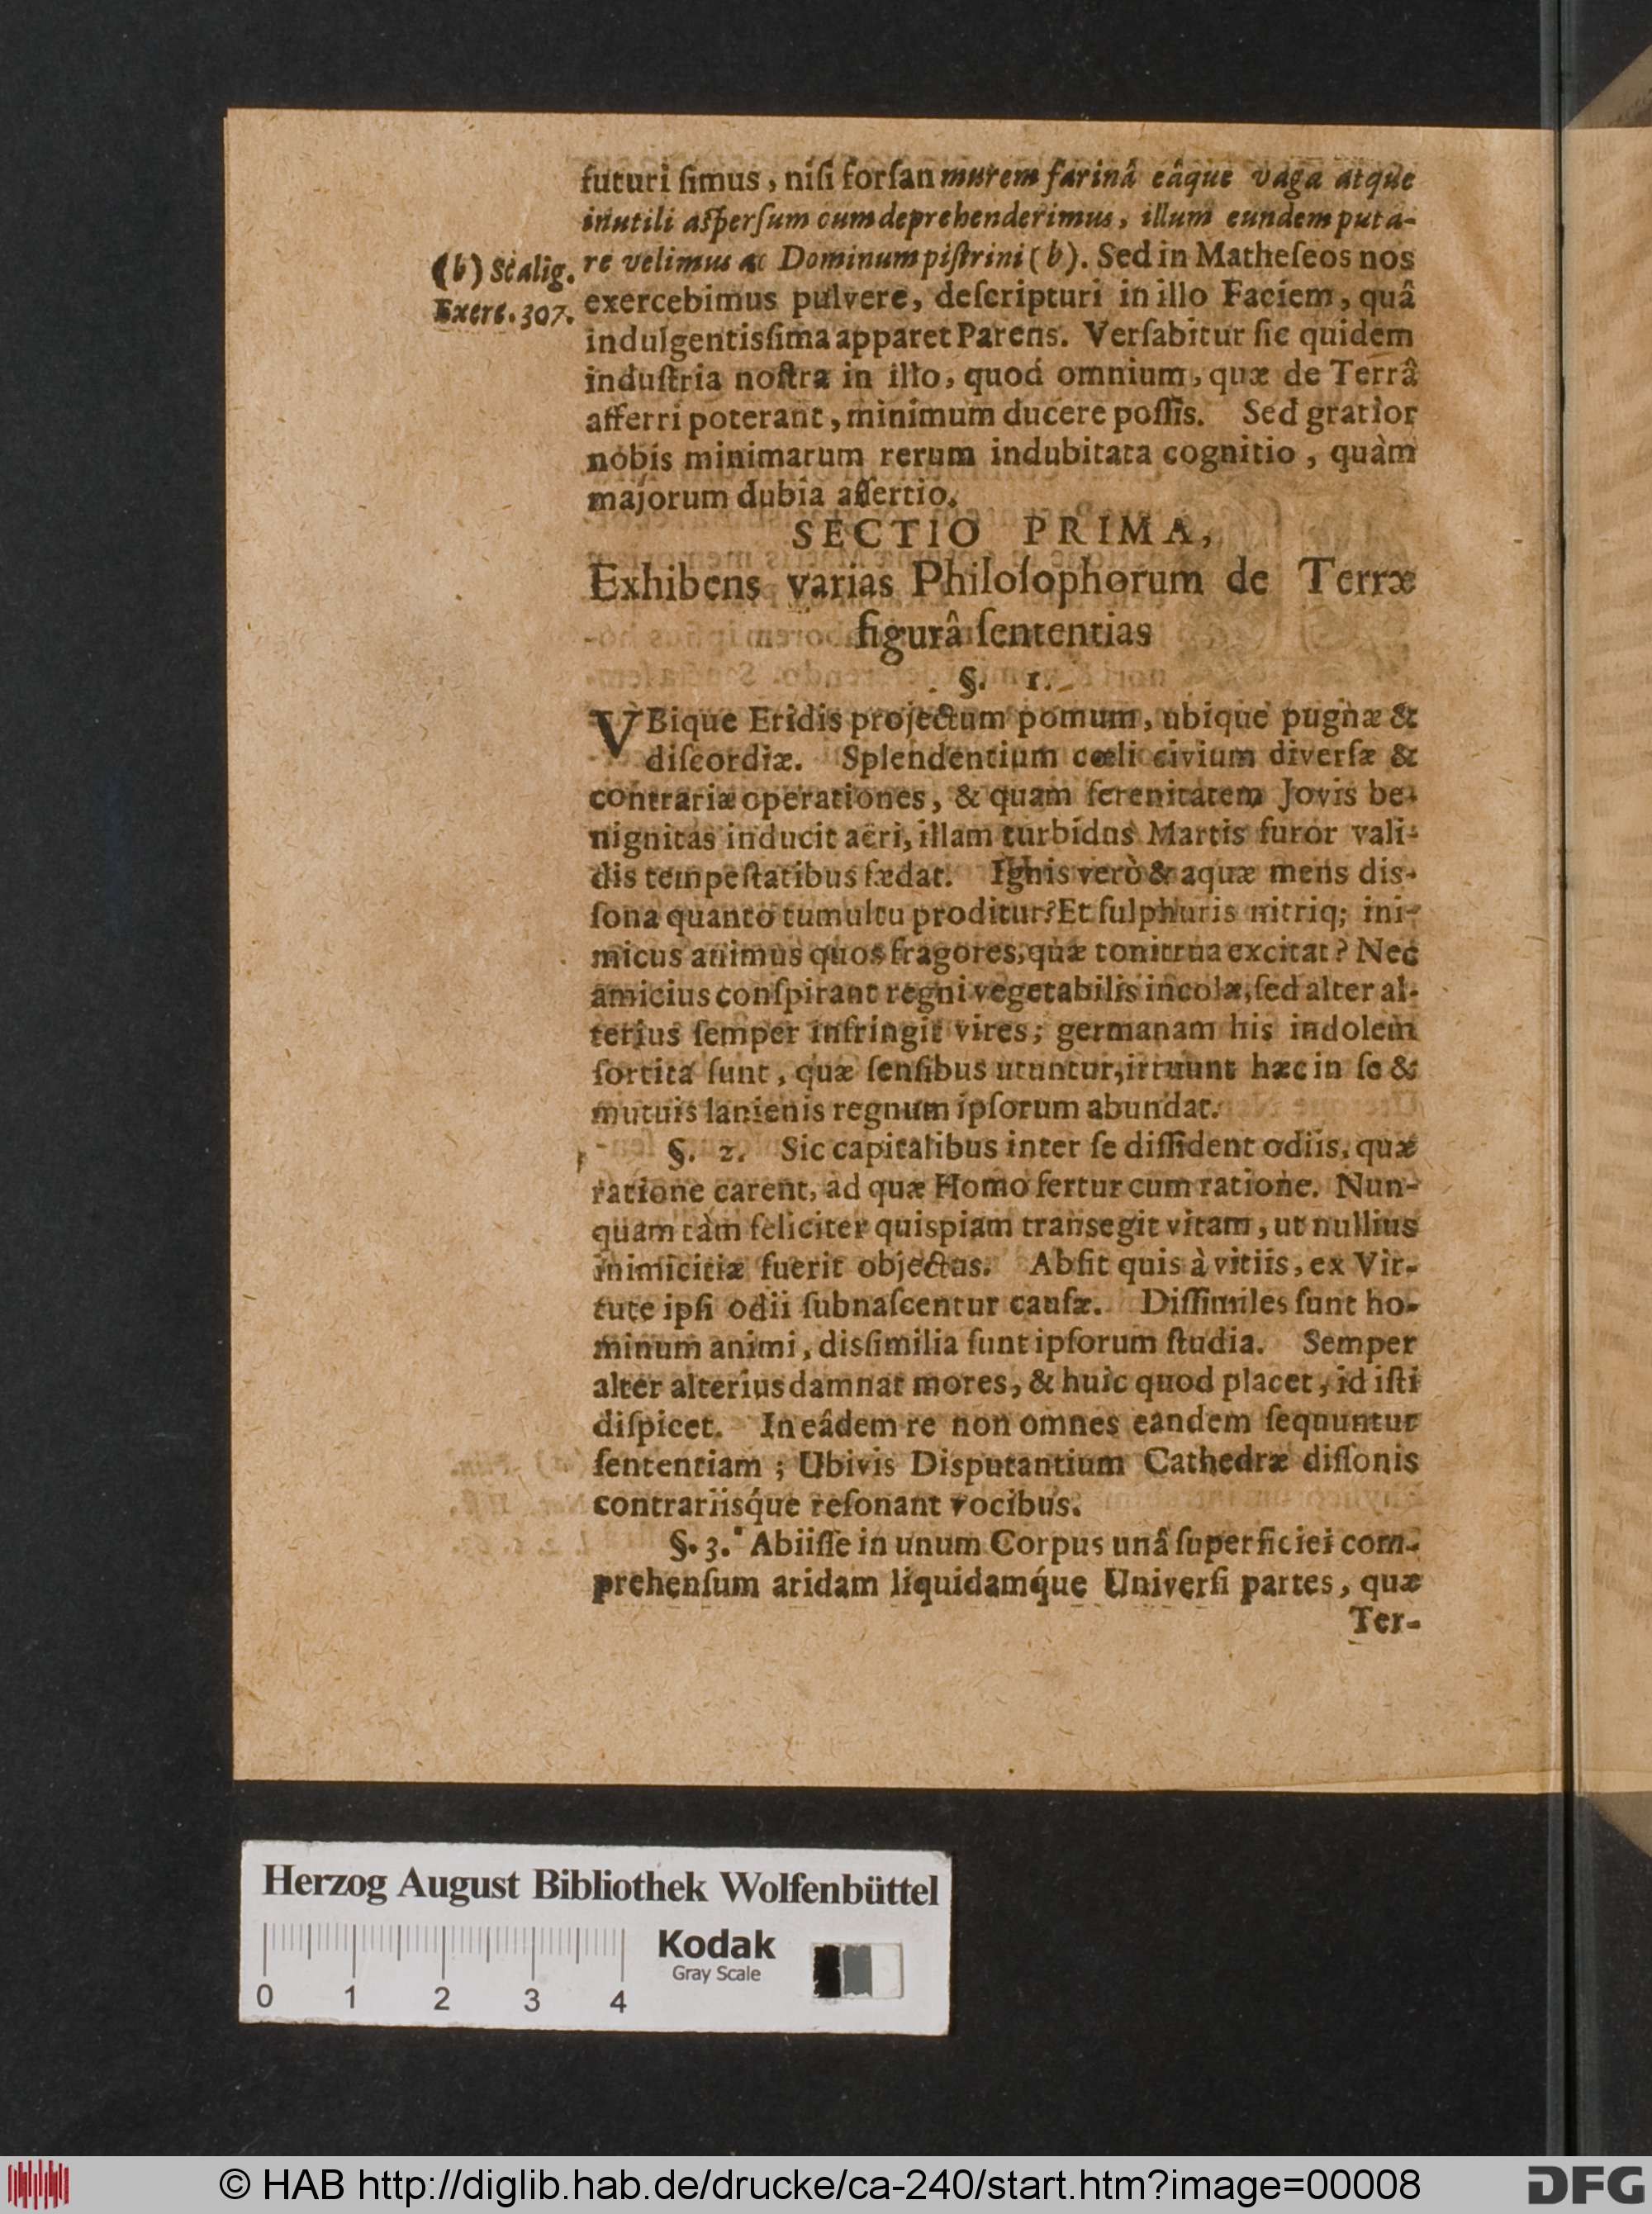 futuri ſimus, niſi forſan murem farinâ eâque vaga atque
inutili aſperſum cum deprehenderimus, illum eundem puta-
re velimus ac Dominum piſtrini (b). Sed in Matheſeos nos
(b) Scalig.
Exerc. 307.
exercebimus pulvere, deſcripturi in illo Faciem, quâ
indulgentisſima apparet Parens. Verſabitur ſic quidem
induſtria noſtra in illo, quod omnium, quæ de Terrâ
afferri poterant, minimum ducere poſſis. Sed gratior
nobis minimarum rerum indubitata cognitio, quàm
majorum dubia aſſertio.
SECTIO PRIMA,
Exhibens varias Philoſophorum de Terræ
figurâ ſententias
§. 1.
VBique Eridis projectum pomum, ubique pugnæ &
diſcordiæ. Splendentium cœli civium diverſæ &
contrariæ operationes, & quam ſerenitatem Jovis be-
nignitas inducit aëri, illam turbidus Martis furor vali-
dis tempeſtatibus fædat. Ignis verò & aquæ mens dis-
ſona quanto tumultu proditur? Et ſulphuris nitriq; ini-
micus animus quos fragores, quæ tonitrua excitat? Nec
amicius conſpirant regni vegetabilis incolæ, ſed alter al-
terius ſemper infringit vires; germanam his indolem
ſortita ſunt, quæ ſenſibus utuntur, irruunt hæc in ſe &
mutuis lanienis regnum ipſorum abundat.
§. 2. Sic capitalibus inter ſe diſſident odiis, quæ
ratione carent, ad quæ Homo fertur cum ratione. Nun-
quam tàm feliciter quispiam transegit vitam, ut nullius
inimicitiæ fuerit objectus. Abſit quis à vitiis, ex Vir-
tute ipſi odii ſubnaſcentur cauſæ. Diſſimiles ſunt ho-
minum animi, disſimilia ſunt ipſorum ſtudia. Semper
alter alterius damnat mores, & huic quod placet, id iſti
diſpicet. In eâdem re non omnes eandem ſequuntur
ſententiam; Ubivis Disputantium Cathedræ diſſonis
contrariisq́ue reſonant vocibus.
§. 3. Abiiſſe in unum Corpus unâ ſuperficiei com-
prehenſum aridam liquidamq́ue Univerſi partes, quæ
Ter-
Herzog August Bibliothek Wolfenbüttel
0 1 2 3 4
Kodak
Gray Scale
© HAB http://diglib.hab.de/drucke/ca-240/start.htm?image=00008
DFG